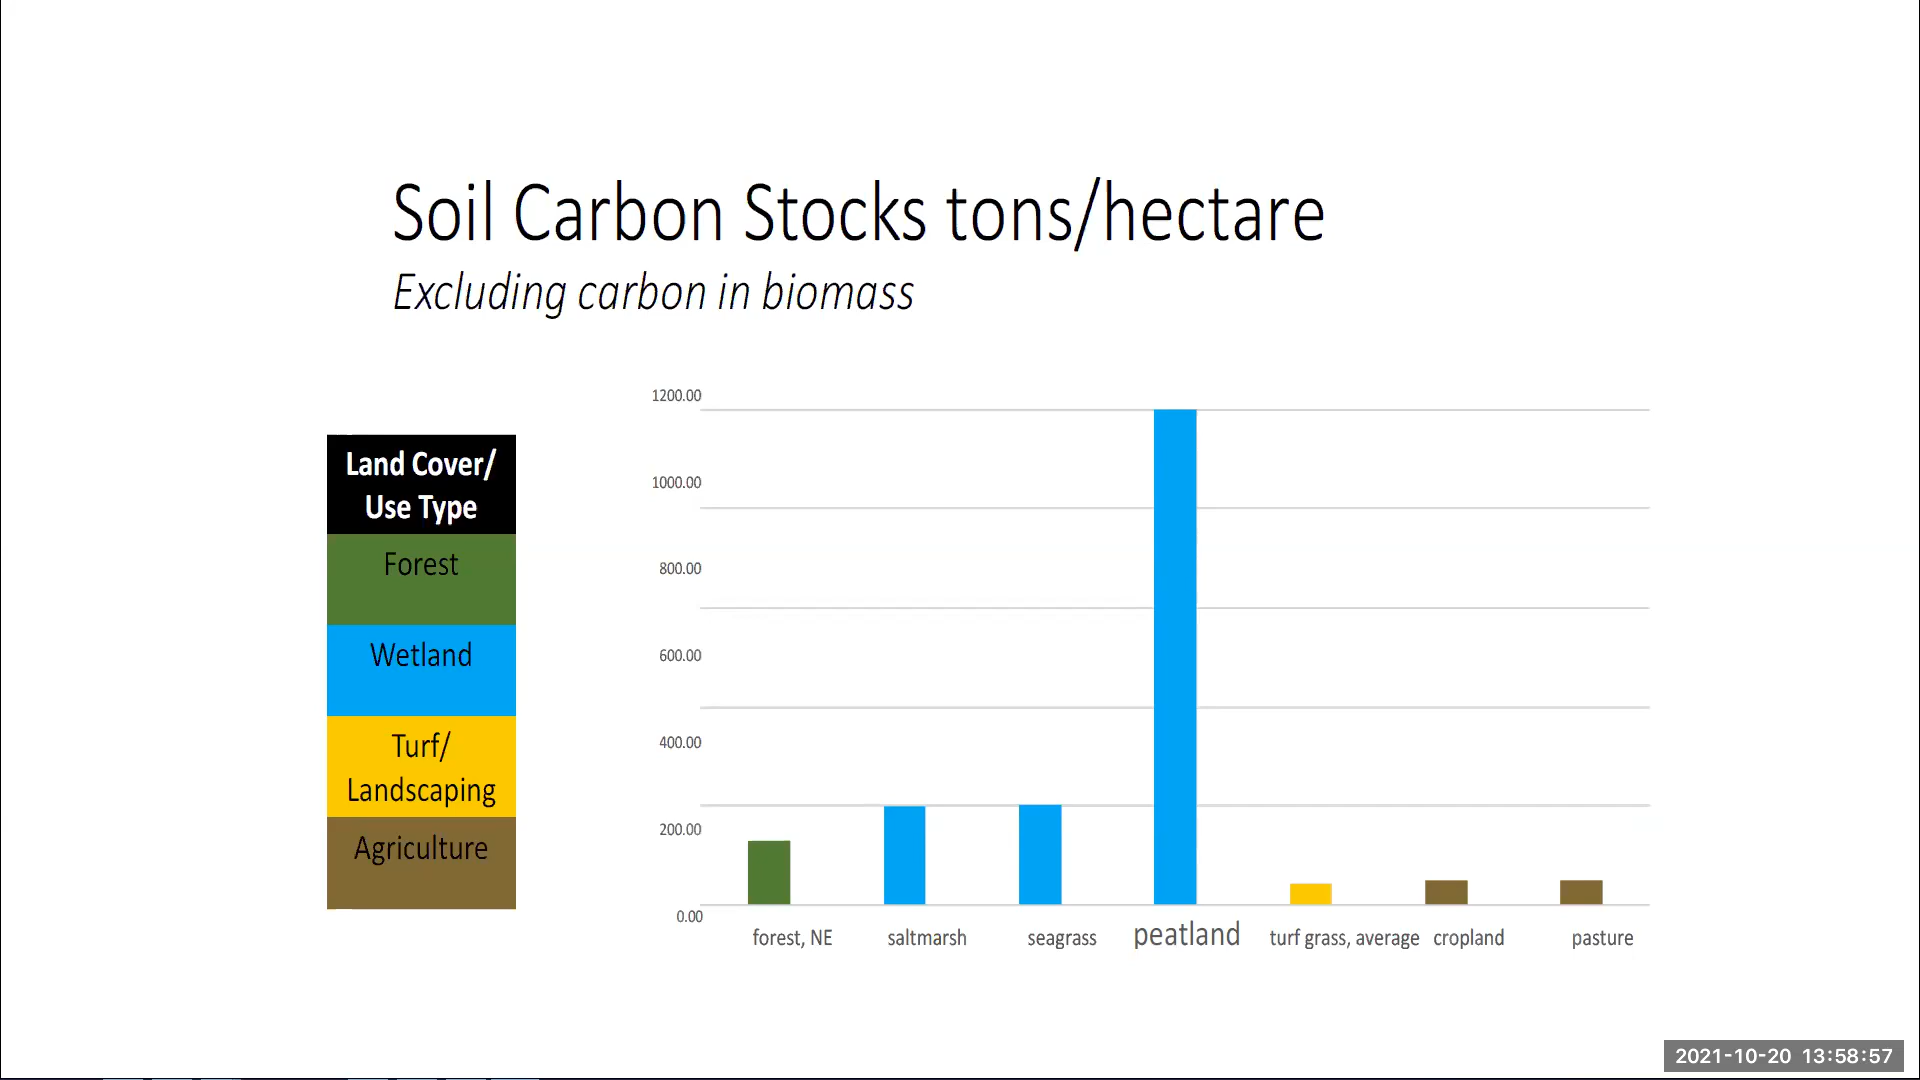 Soil Carbon Stocks tons/hectare
Excluding carbon in biomass
Land Cover/
Use Type
Forest
Wetland
Turf/
Landscaping
Agriculture
1200.00
1000.00
800.00
600.00
400.00
200.00
0.00
forest, NE saltmarsh seagrass peatland turf grass, average cropland pasture
2021-10-20 13:58:57